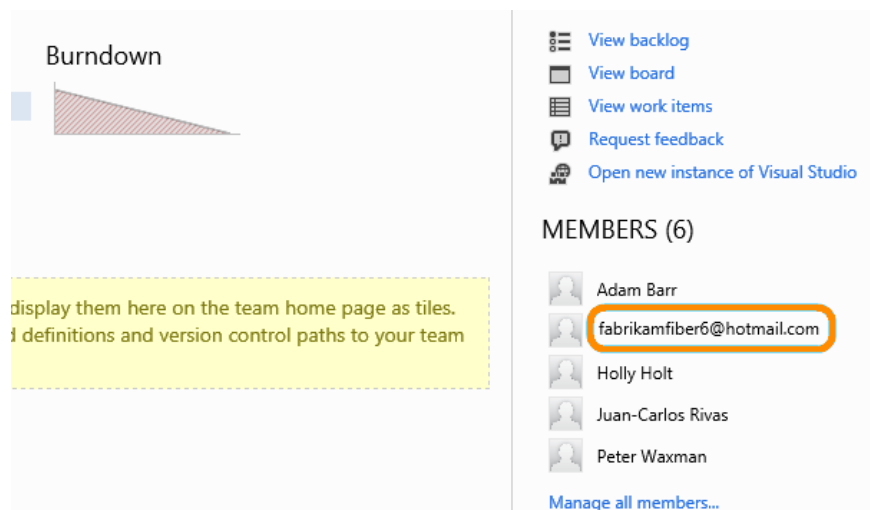 Burndown
display them here on the team home page as tiles.
definitions and version control paths to your team
View backlog
View board
View work items
Request feedback
Open new instance of Visual Studio
MEMBERS (6)
Adam Barr
fabrikamfiber6@hotmail.com
Holly Holt
Juan-Carlos Rivas
Peter Waxman
Manage all members...